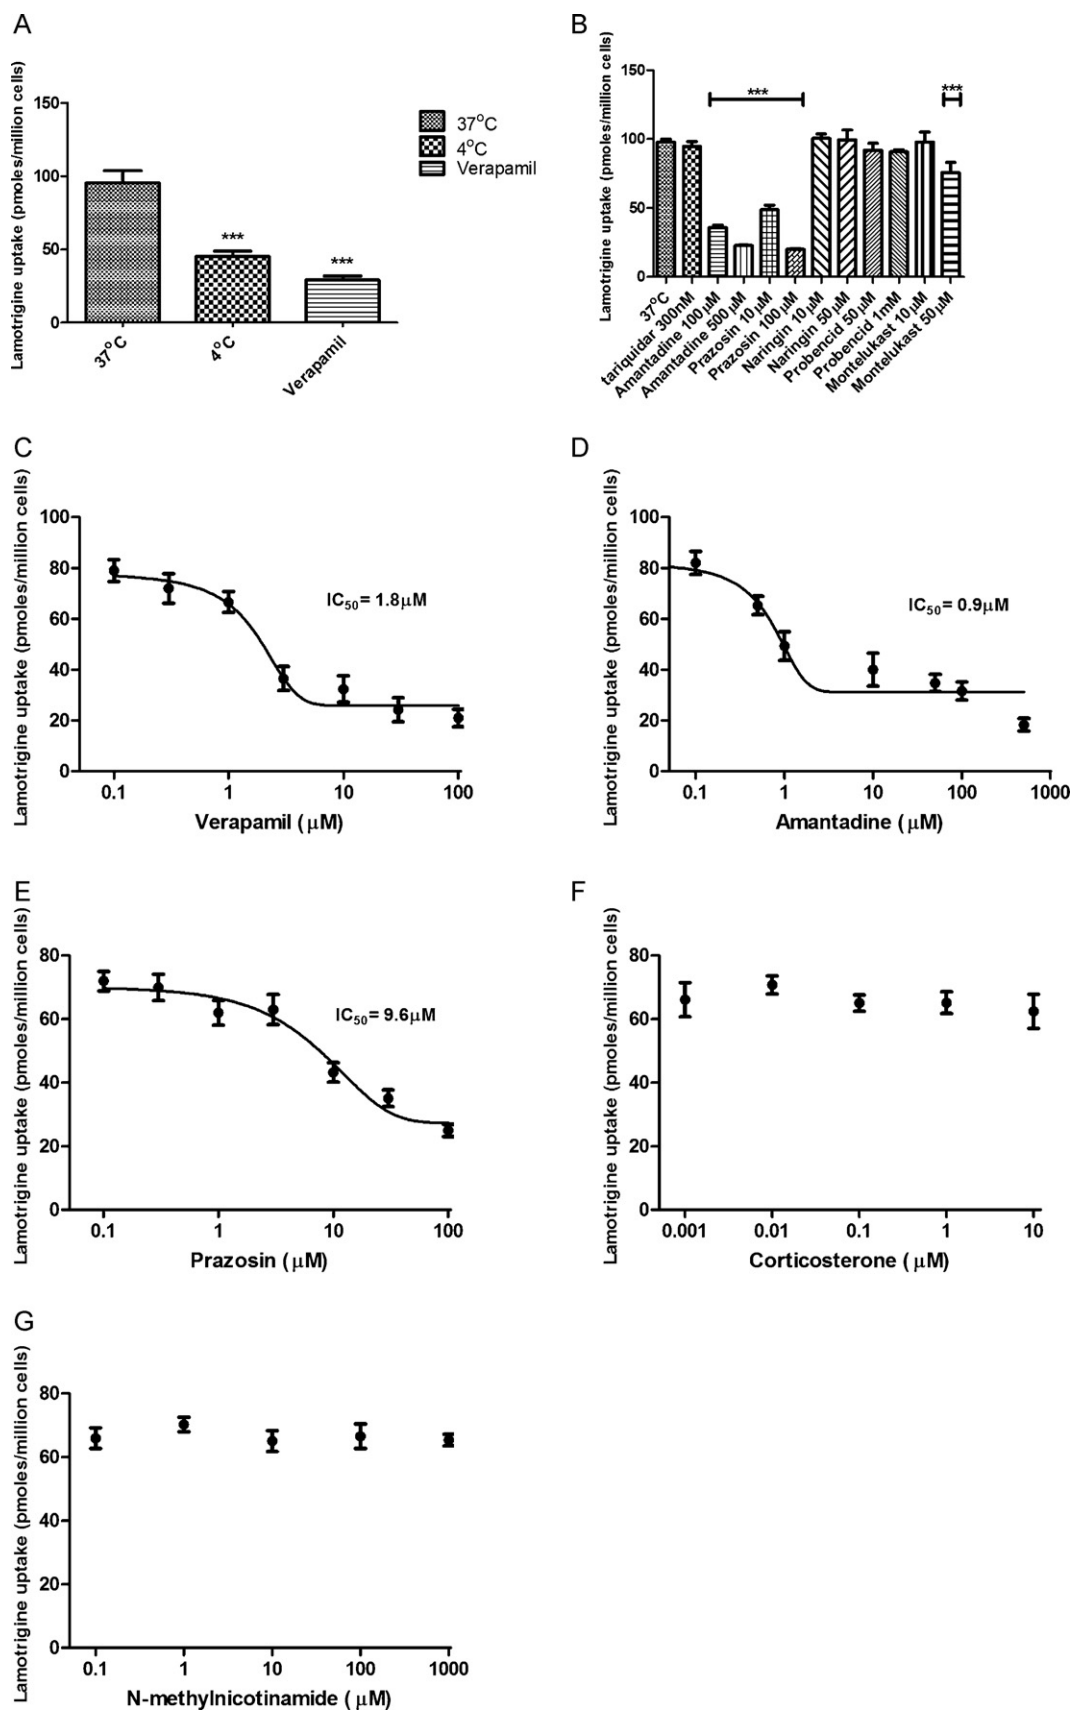 A
Lamotrigine uptake (pmoles/million cells)
150
100
50
0
***
***
37°C
4°C
Verapamil
37°C
4°C
Verapamil
B
Lamotrigine uptake (pmoles/million cells)
150
100
50
0
***
***
37°C
tariquidar 300nM
Amantadine 100μM
Amantadine 500μM
Prazosin 10μM
Prazosin 100μM
Naringin 10μM
Naringin 50μM
Probencid 50μM
Probencid 1mM
Montelukast 10μM
Montelukast 50μM
C
Lamotrigine uptake (pmoles/million cells)
100
80
60
40
20
0
IC50= 1.8μM
0.1 1 10 100
Verapamil (μM)
D
Lamotrigine uptake (pmoles/million cells)
100
80
60
40
20
0
IC50= 0.9μM
0.1 1 10 100 1000
Amantadine (μM)
E
Lamotrigine uptake (pmoles/million cells)
80
60
40
20
0
IC50= 9.6μM
0.1 1 10 100
Prazosin (μM)
F
Lamotrigine uptake (pmoles/million cells)
80
60
40
20
0
0.001 0.01 0.1 1 10
Corticosterone (μM)
G
Lamotrigine uptake (pmoles/million cells)
80
60
40
20
0
0.1 1 10 100 1000
N-methylnicotinamide (μM)